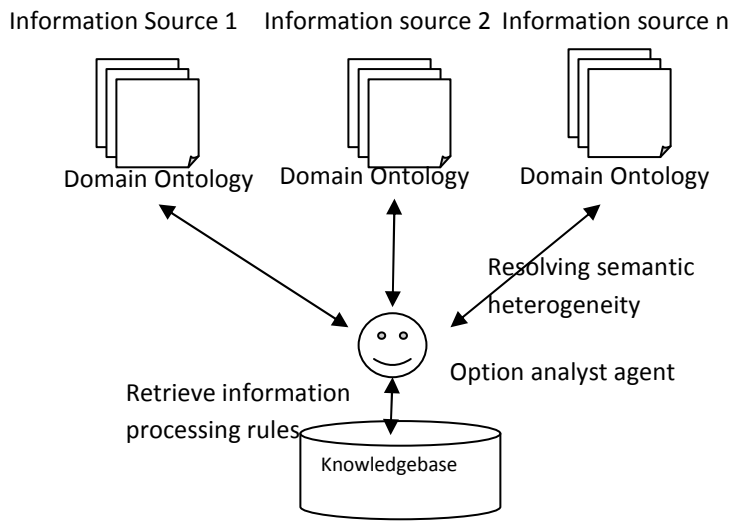 Information Source 1
Information source 2
Information source n
Domain Ontology
Domain Ontology
Domain Ontology
Resolving semantic
heterogeneity
Option analyst agent
Retrieve information
processing rules
Knowledgebase